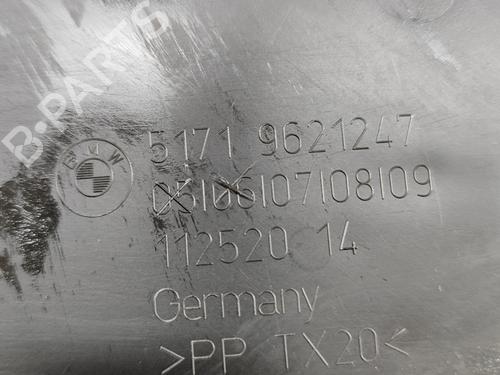 B-PARTS
BMW
5171 9621247
05|06|07|08|09
112520 14
Germany
>PP TX20<